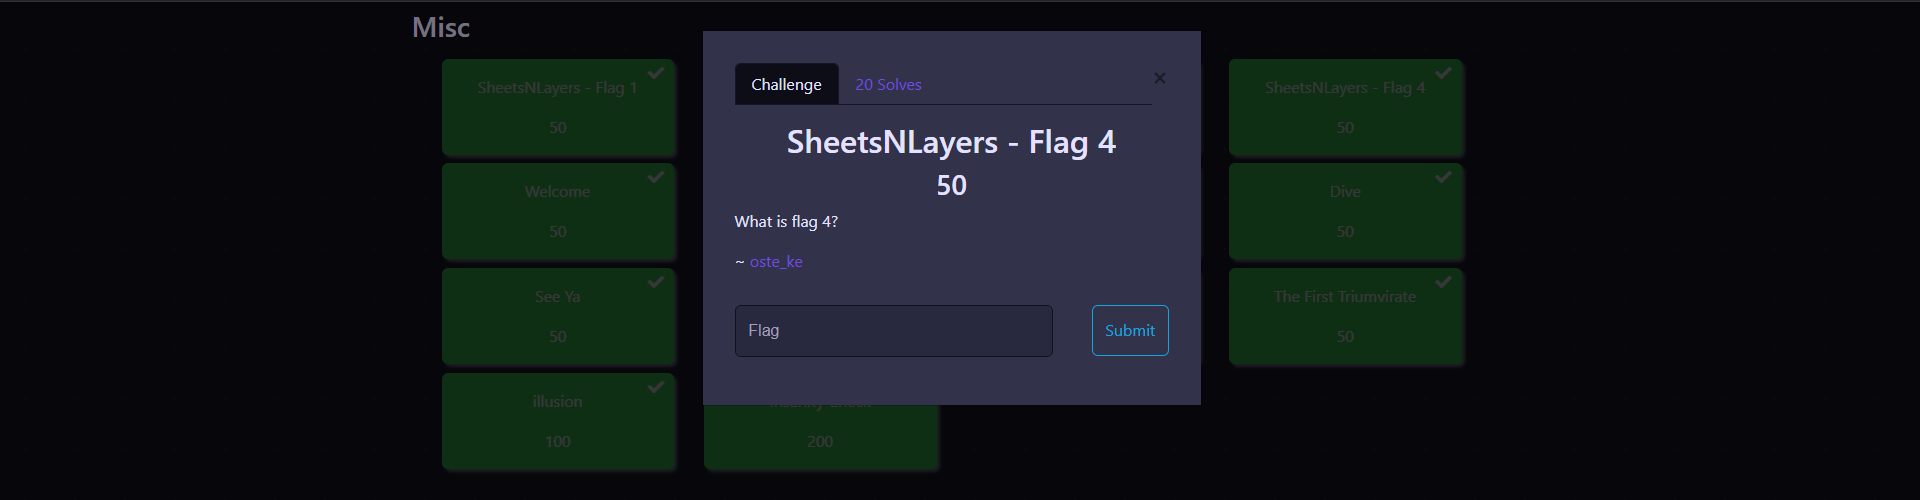 Misc
SheetsNLayers - Flag 1
50
Challenge
20 Solves
×
SheetsNLayers - Flag 4
50
What is flag 4?
~ oste_ke
Flag
Submit
SheetsNLayers - Flag 4
50
Welcome
50
Dive
50
See Ya
50
The First Triumvirate
50
illusion
100
200